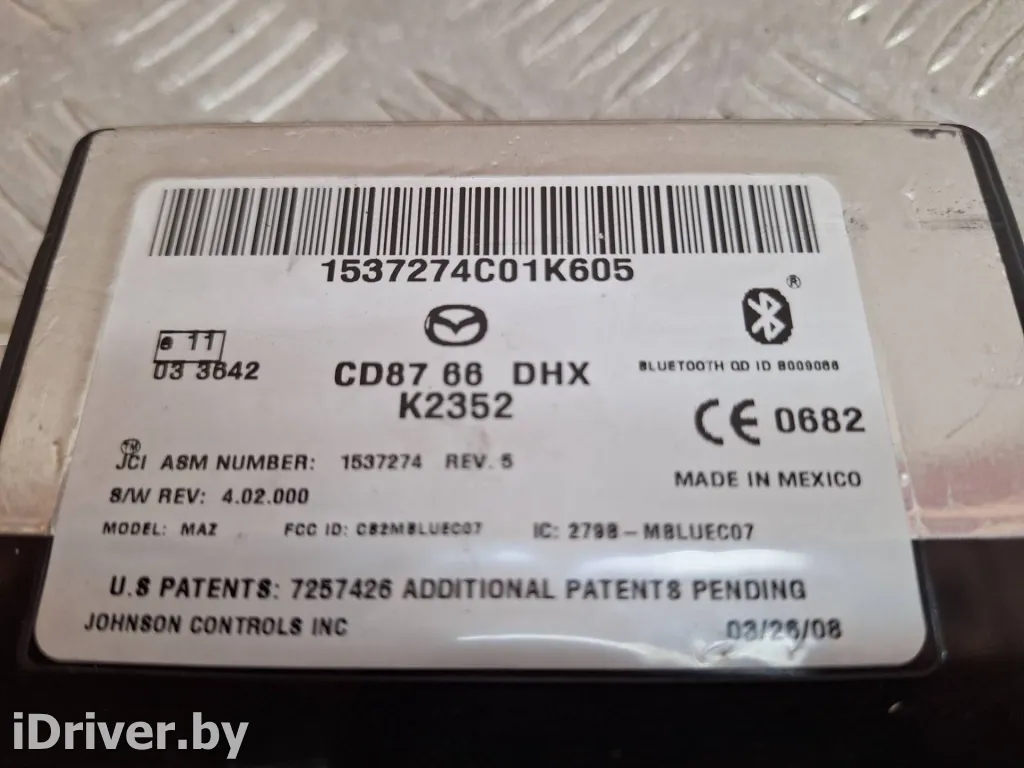 1537274C01K605
®
e 11
03 3642
CD87 66 DHX
K2352
BLUETOOTH QD ID B009086
CE 0682
TM
JCI ASM NUMBER: 1537274 REV. 5
MADE IN MEXICO
S/W REV: 4.02.000
MODEL: MAZ FCC ID: CB2MBLUEC07 IC: 279B-MBLUEC07
U.S PATENTS: 7257426 ADDITIONAL PATENTS PENDING
JOHNSON CONTROLS INC 03/26/08
iDriver.by